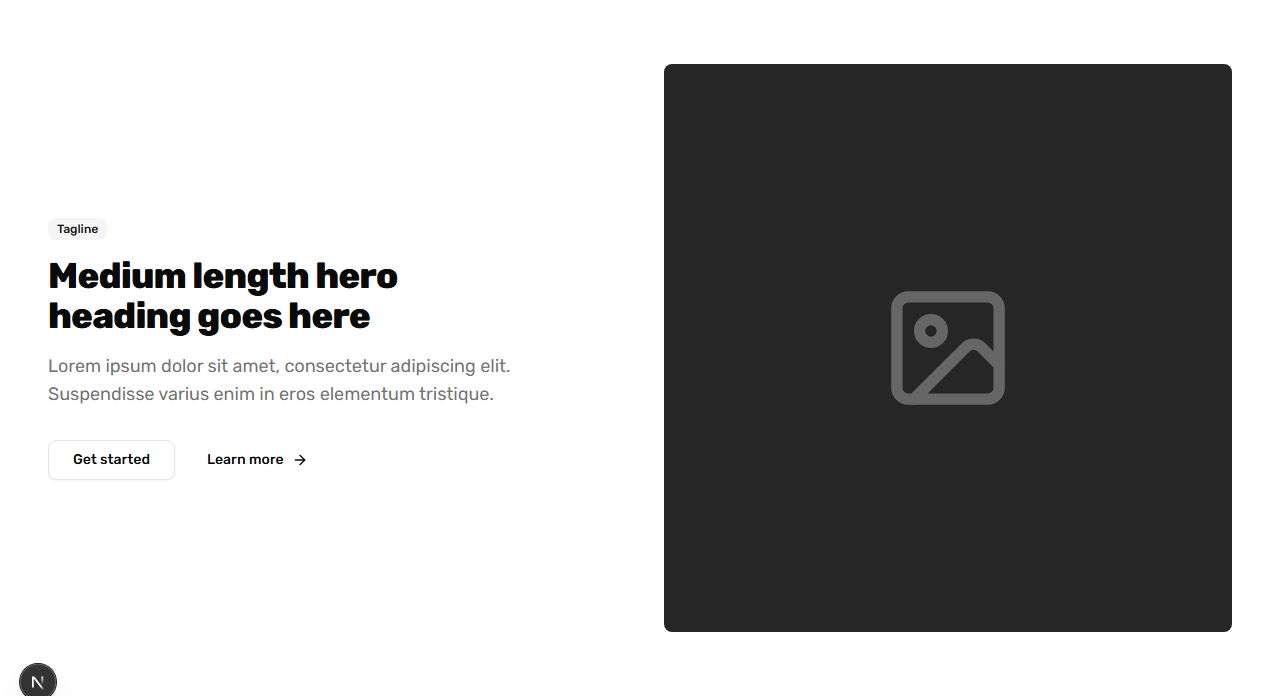 Tagline
Medium length hero
heading goes here
Lorem ipsum dolor sit amet, consectetur adipiscing elit.
Suspendisse varius enim in eros elementum tristique.
Get started
Learn more →
N